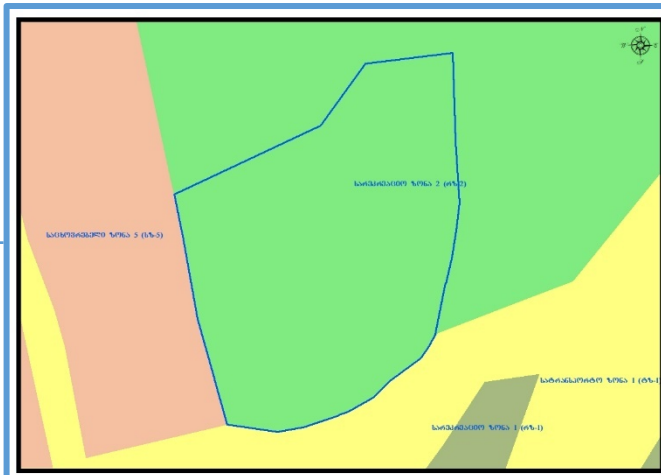 სარეკრეაციო ზონა 2 (რზ-2)
საცხოვრებელი ზონა 5 (სზ-5)
სატრანსპორტო ზონა 1 (ტზ-1)
სარეკრეაციო ზონა 1 (რზ-1)